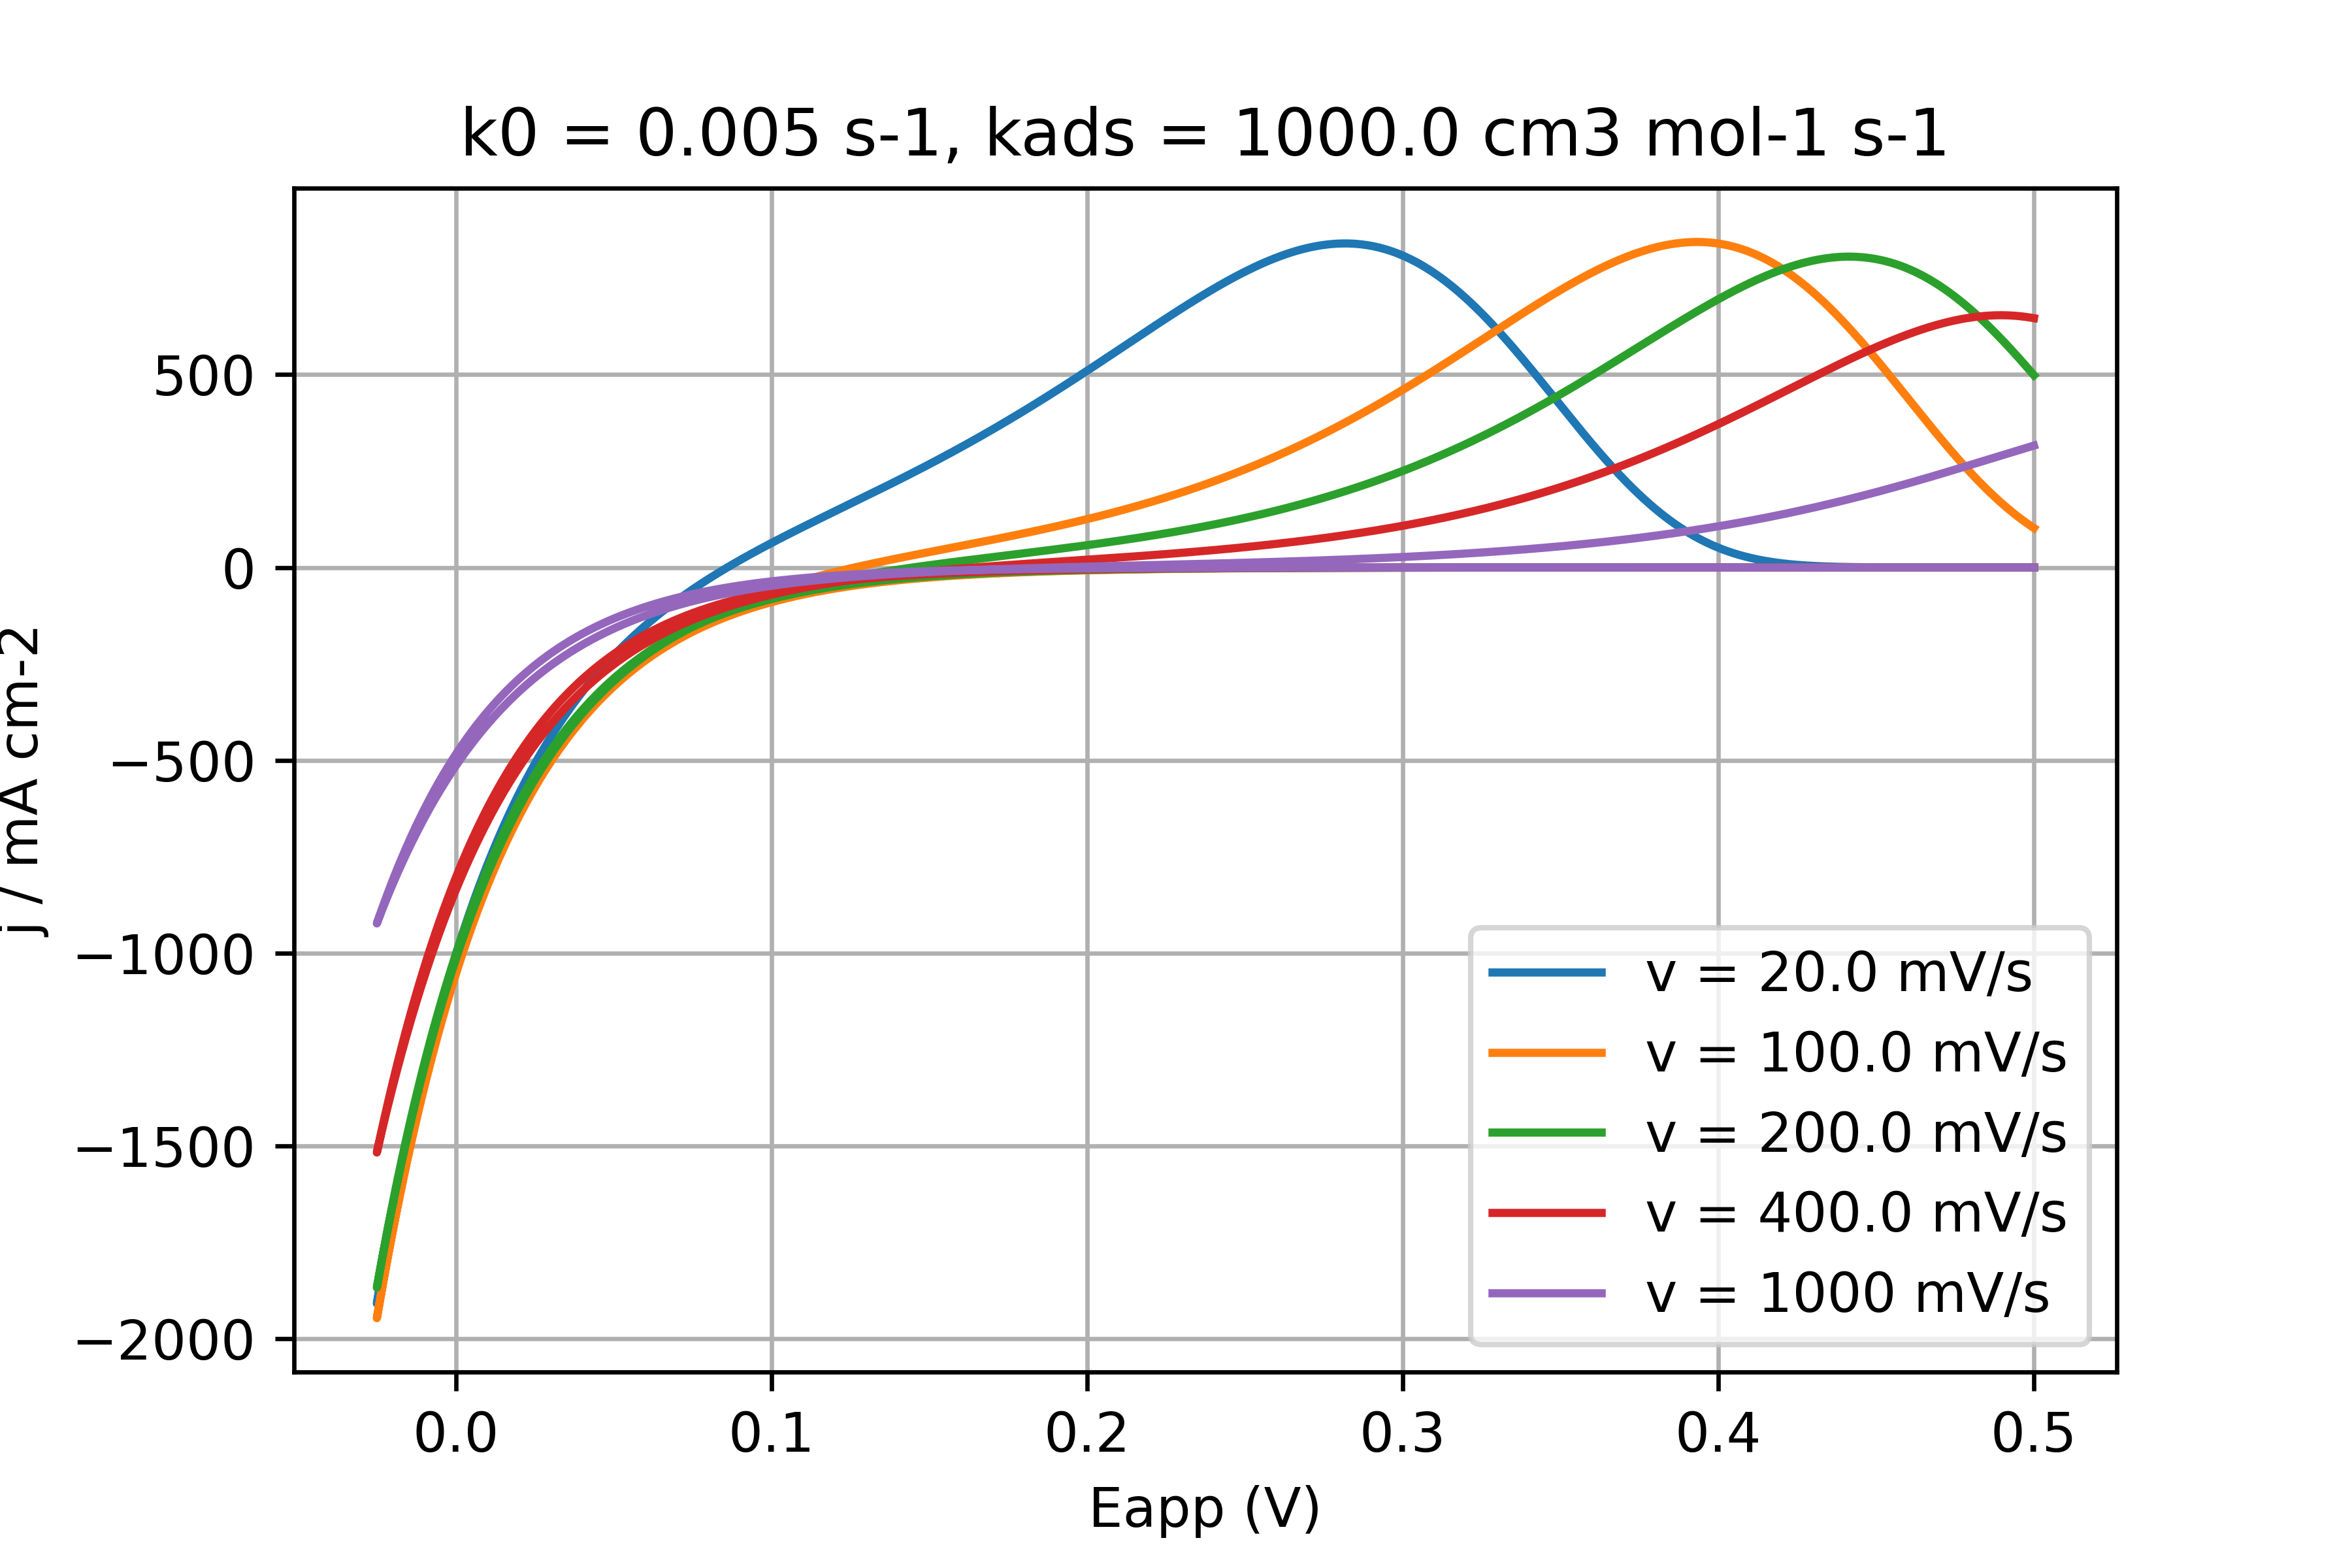 k0 = 0.005 s-1, kads = 1000.0 cm3 mol-1 s-1
j / mA cm-2
500
0
−500
−1000
−1500
−2000
v = 20.0 mV/s
v = 100.0 mV/s
v = 200.0 mV/s
v = 400.0 mV/s
v = 1000 mV/s
0.0 0.1 0.2 0.3 0.4 0.5
Eapp (V)